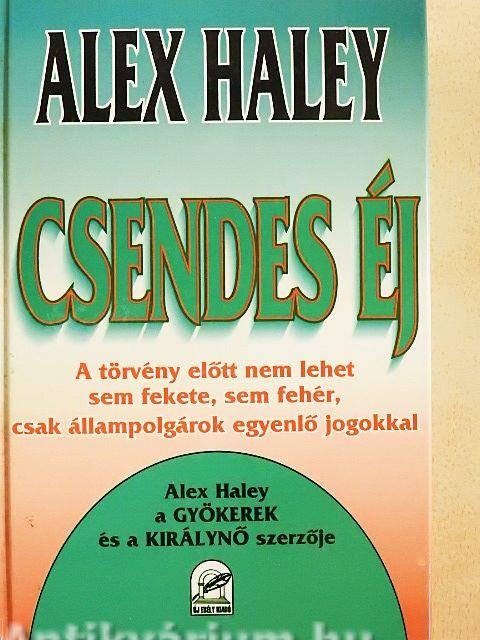 ALEX HALEY
CSENDES ÉJ
A törvény előtt nem lehet
sem fekete, sem fehér,
csak állampolgárok egyenlő jogokkal
Alex Haley
a GYÖKEREK
és a KIRÁLYNŐ szerzője
ÚJ ESÉLY KIADÓ
Antikvárium.hu